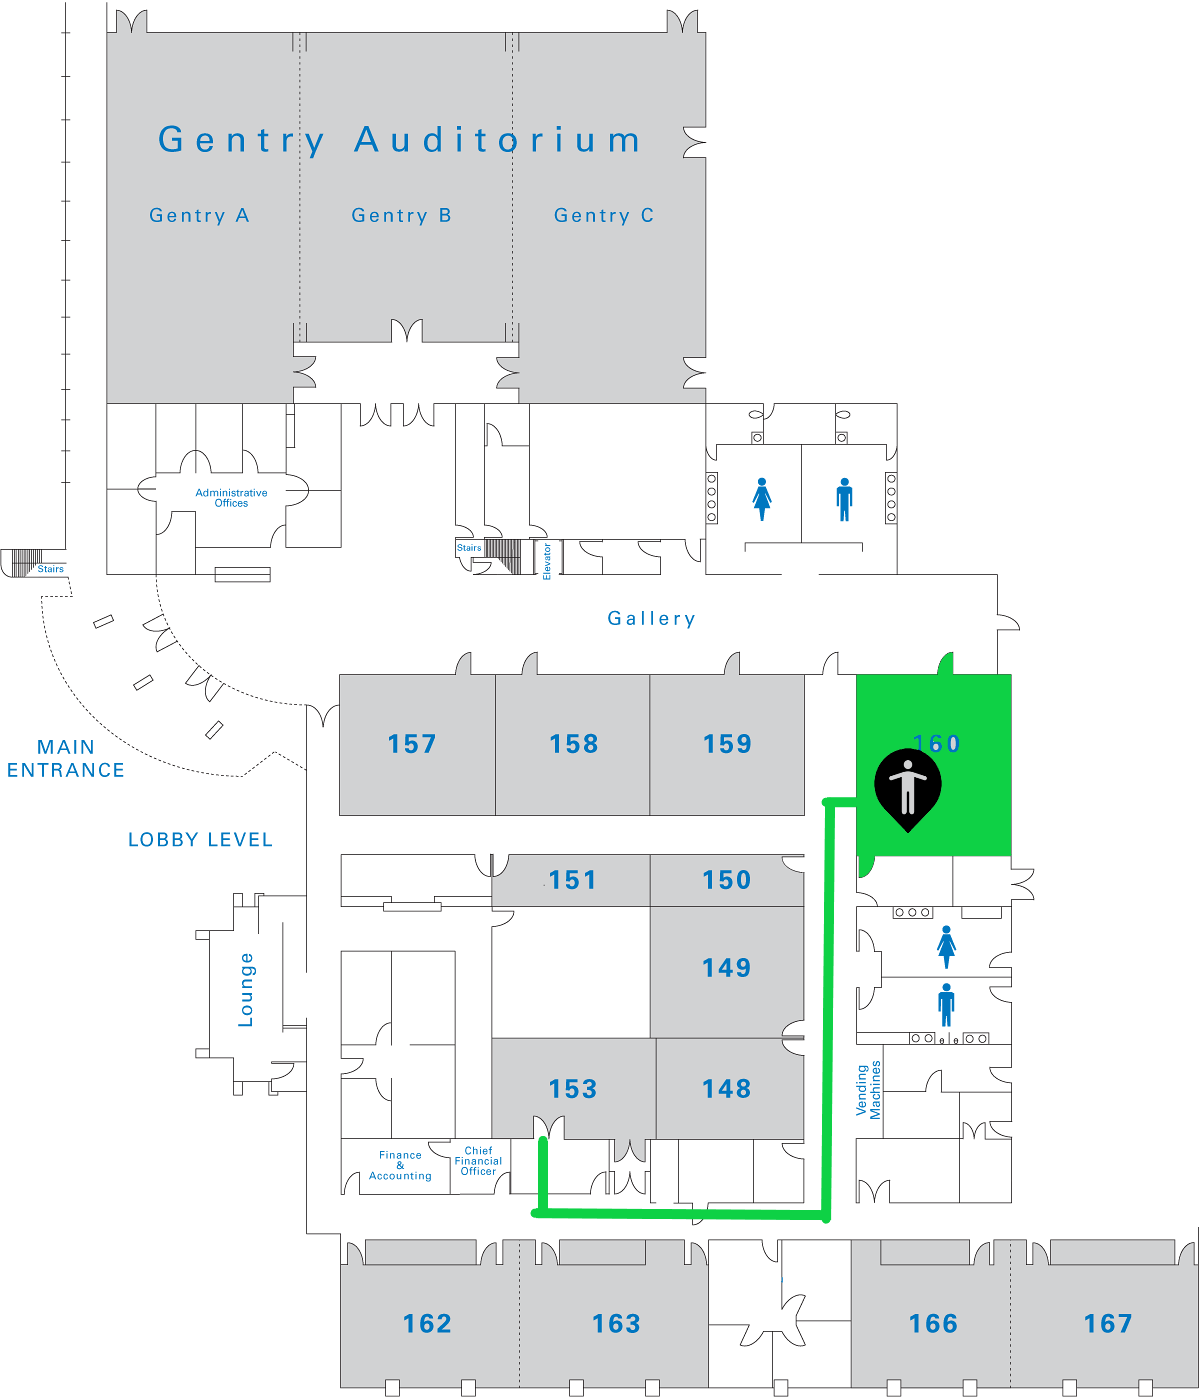 Gentry Auditorium
Gentry A
Gentry B
Gentry C
Administrative
Offices
Stairs
Elevator
Stairs
Gallery
MAIN
ENTRANCE
LOBBY LEVEL
157
158
159
160
151
150
149
Lounge
153
148
Vending
Machines
Finance
&
Accounting
Chief
Financial
Officer
162
163
166
167